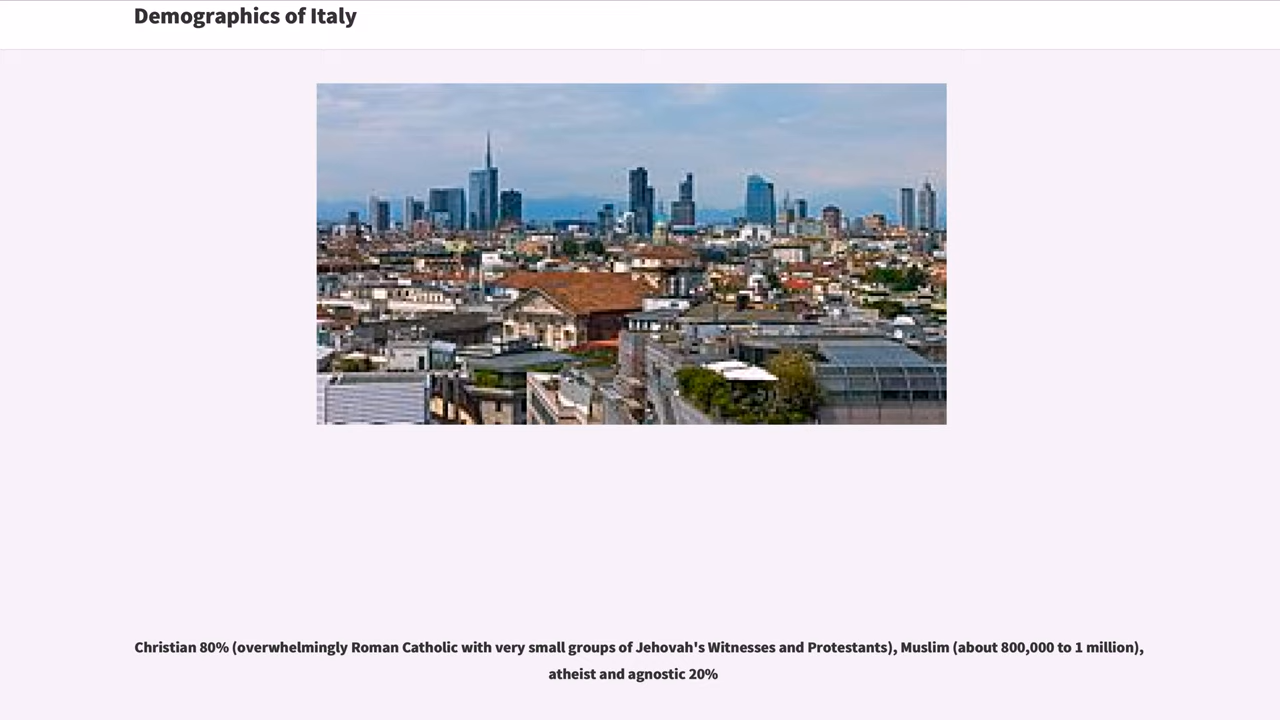 Demographics of Italy
Christian 80% (overwhelmingly Roman Catholic with very small groups of Jehovah's Witnesses and Protestants), Muslim (about 800,000 to 1 million),
atheist and agnostic 20%